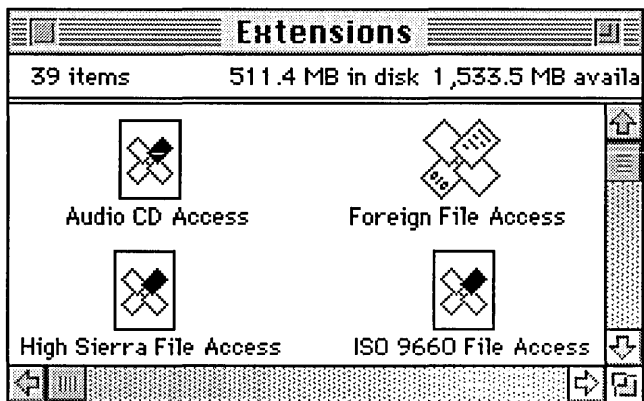 Extensions
39 items 511.4 MB in disk 1,533.5 MB availa
Audio CD Access Foreign File Access
High Sierra File Access ISO 9660 File Access